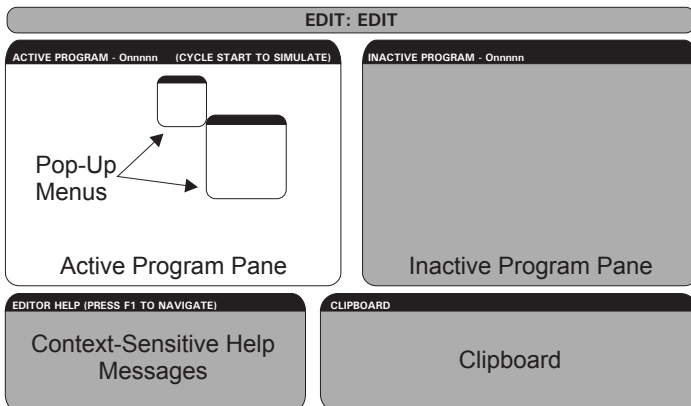 EDIT: EDIT
ACTIVE PROGRAM - Onnnnn (CYCLE START TO SIMULATE)
Pop-Up
Menus
Active Program Pane
INACTIVE PROGRAM - Onnnnn
Inactive Program Pane
EDITOR HELP (PRESS F1 TO NAVIGATE)
Context-Sensitive Help
Messages
CLIPBOARD
Clipboard